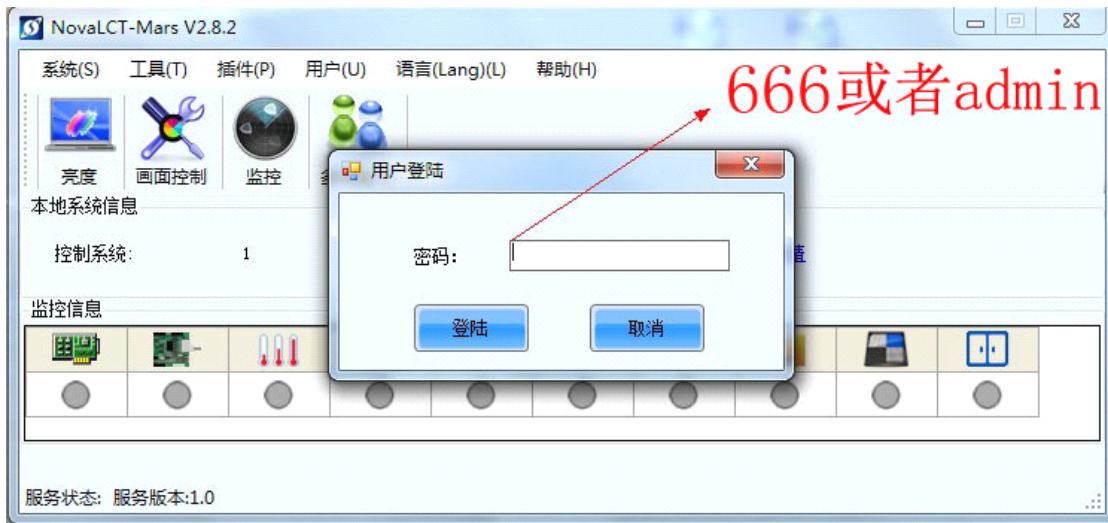 NovaLCT-Mars V2.8.2
系统(S) 工具(T) 插件(P) 用户(U) 语言(Lang)(L) 帮助(H)
666或者admin
亮度 画面控制 监控
用户登陆
本地系统信息
控制系统: 1
密码:
登陆 取消
监控信息
服务状态: 服务版本:1.0